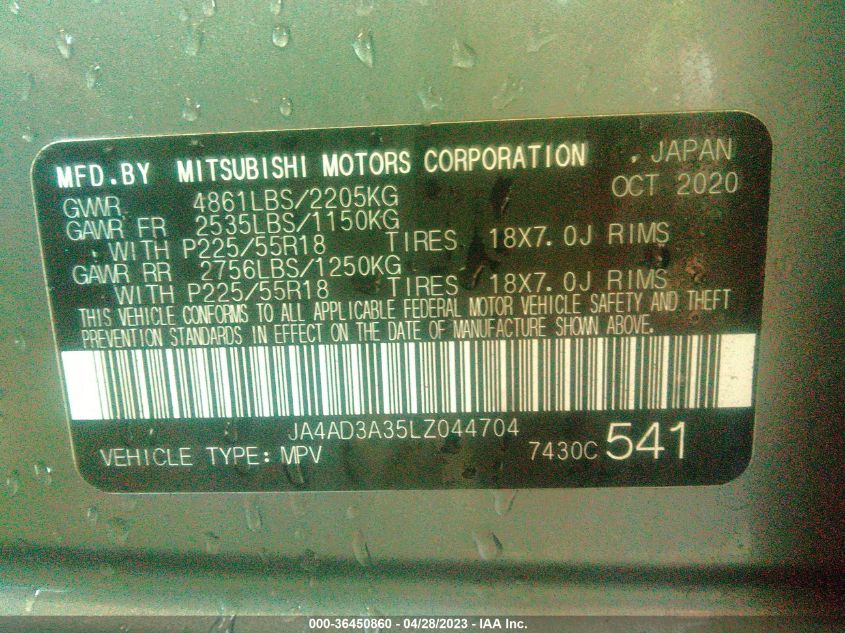 MFD.BY MITSUBISHI MOTORS CORPORATION , JAPAN
GVWR 4861LBS/2205KG OCT 2020
GAWR FR 2535LBS/1150KG
WITH P225/55R18 TIRES 18X7.0J RIMS
GAWR RR 2756LBS/1250KG
WITH P225/55R18 TIRES 18X7.0J RIMS
THIS VEHICLE CONFORMS TO ALL APPLICABLE FEDERAL MOTOR VEHICLE SAFETY AND THEFT
PREVENTION STANDARDS IN EFFECT ON THE DATE OF MANUFACTURE SHOWN ABOVE.
JA4AD3A35LZ044704
VEHICLE TYPE: MPV 7430C 541
000-36450860 - 04/28/2023 - IAA Inc.